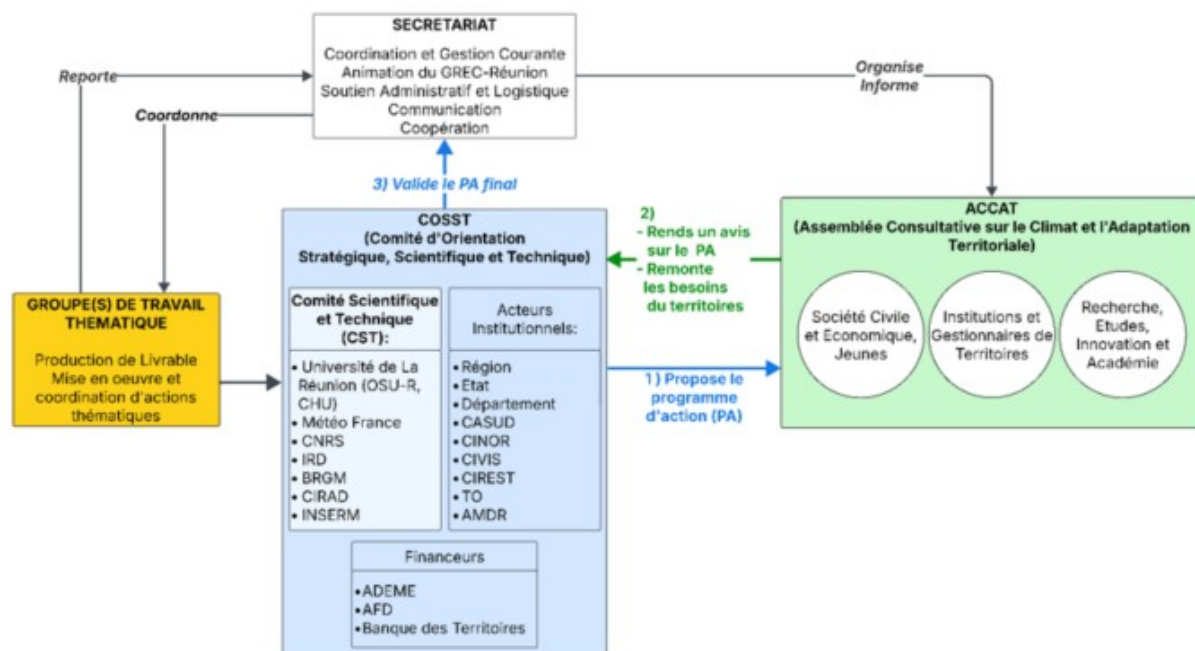 SECRETARIAT
Coordination et Gestion Courante
Animation du GREC-Réunion
Soutien Administratif et Logistique
Communication
Coopération
Reporte
Coordonne
Organise
Informe
3) Valide le PA final
COSST
(Comité d'Orientation
Stratégique, Scientifique et Technique)
Comité Scientifique
et Technique
(CST):
• Université de La
Réunion (OSU-R,
CHU)
• Météo France
• CNRS
• IRD
• BRGM
• CIRAD
• INSERM
Acteurs
Institutionnels:
• Région
• Etat
• Département
• CASUD
• CINOR
• CIVIS
• CIREST
• TO
• AMDR
Financeurs
• ADEME
• AFD
• Banque des Territoires
2)
- Rends un avis
sur le PA
- Remonte
les besoins
du territoires
1) Propose le
programme
d'action (PA)
ACCAT
(Assemblée Consultative sur le Climat et l'Adaptation
Territoriale)
Société Civile
et Economique,
Jeunes
Institutions et
Gestionnaires de
Territoires
Recherche,
Etudes,
Innovation et
Académie
GROUPE(S) DE TRAVAIL
THEMATIQUE
Production de Livrable
Mise en oeuvre et
coordination d'actions
thématiques